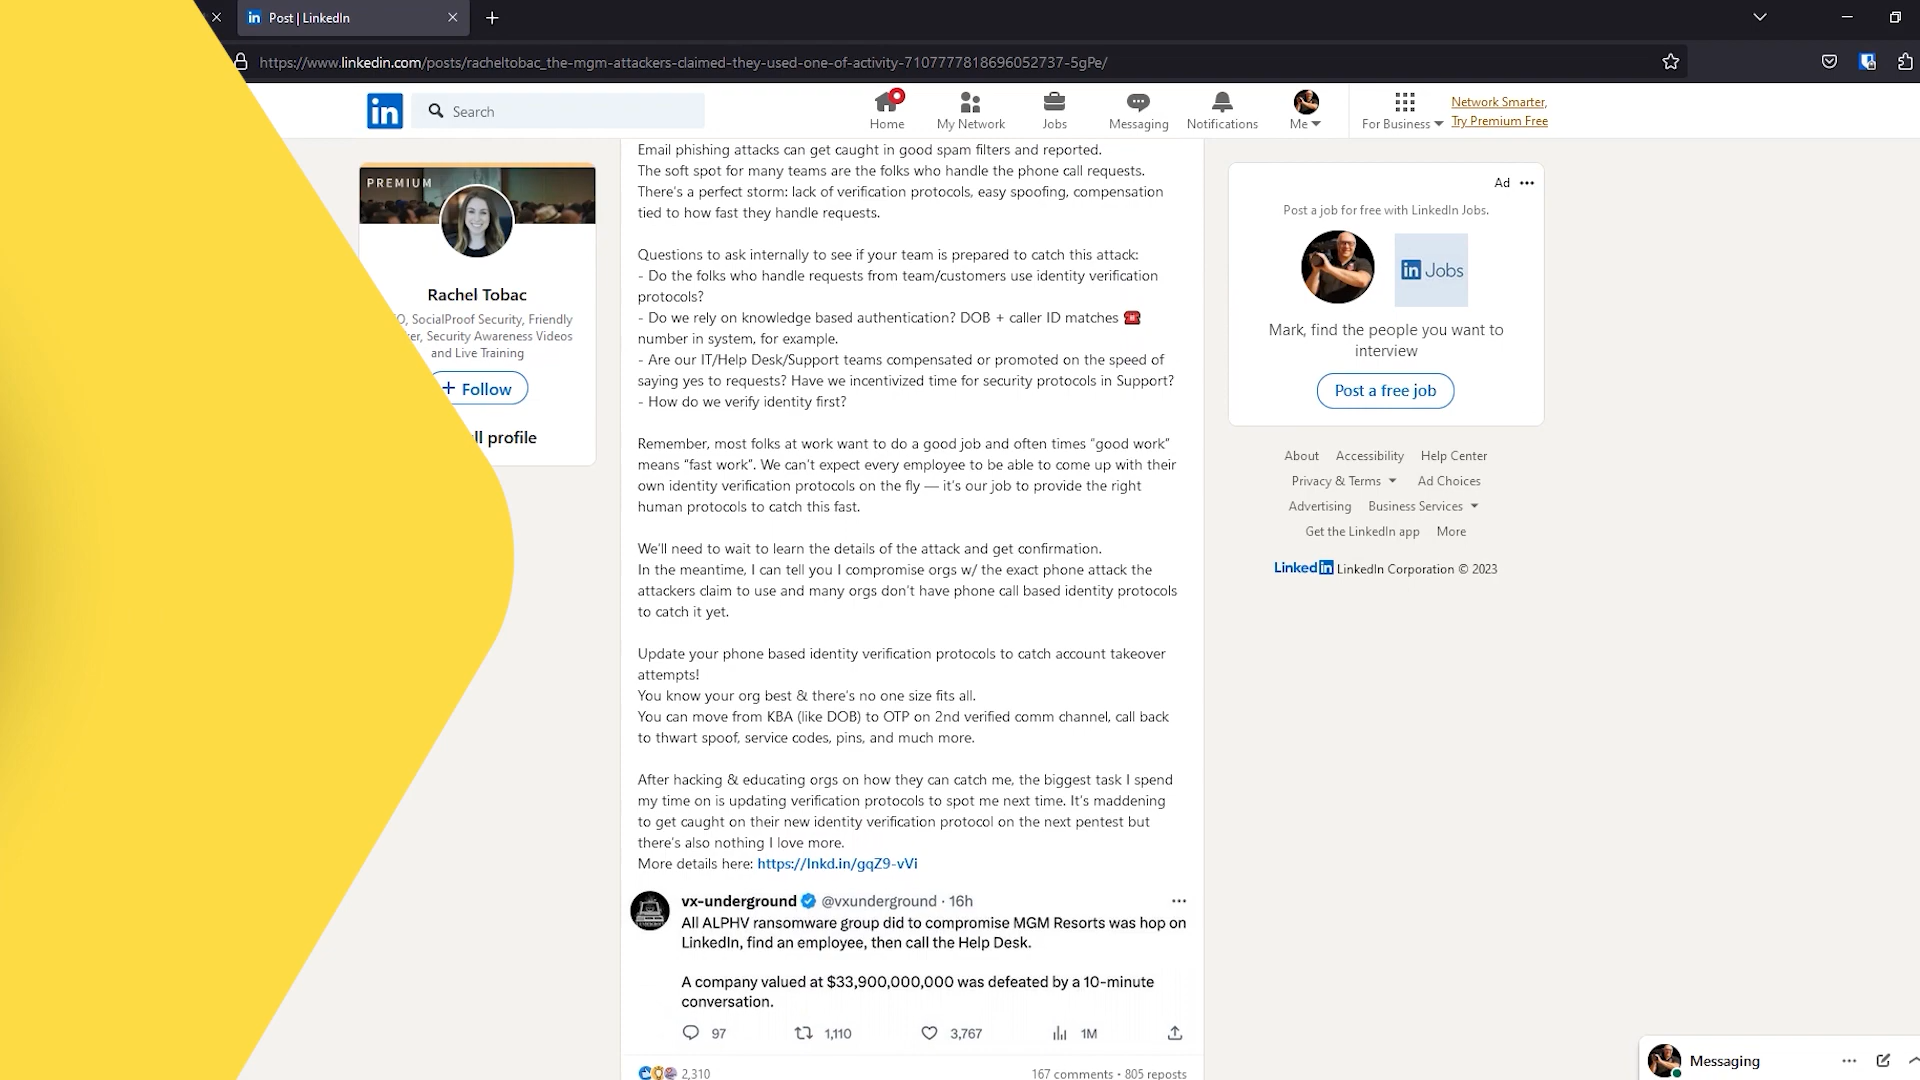 Post | LinkedIn
https://www.linkedin.com/posts/racheltobac_the-mgm-attackers-claimed-they-used-one-of-activity-7107777818696052737-5gPe/
in
Search
Home
My Network
Jobs
Messaging
Notifications
Me
For Business
Network Smarter,
Try Premium Free
PREMIUM
Rachel Tobac
O, SocialProof Security, Friendly
er, Security Awareness Videos
and Live Training
+ Follow
ll profile
Email phishing attacks can get caught in good spam filters and reported.
The soft spot for many teams are the folks who handle the phone call requests.
There's a perfect storm: lack of verification protocols, easy spoofing, compensation
tied to how fast they handle requests.
Questions to ask internally to see if your team is prepared to catch this attack:
- Do the folks who handle requests from team/customers use identity verification
protocols?
- Do we rely on knowledge based authentication? DOB + caller ID matches ☎️
number in system, for example.
- Are our IT/Help Desk/Support teams compensated or promoted on the speed of
saying yes to requests? Have we incentivized time for security protocols in Support?
- How do we verify identity first?
Remember, most folks at work want to do a good job and often times "good work"
means "fast work". We can't expect every employee to be able to come up with their
own identity verification protocols on the fly — it's our job to provide the right
human protocols to catch this fast.
We'll need to wait to learn the details of the attack and get confirmation.
In the meantime, I can tell you I compromise orgs w/ the exact phone attack the
attackers claim to use and many orgs don't have phone call based identity protocols
to catch it yet.
Update your phone based identity verification protocols to catch account takeover
attempts!
You know your org best & there's no one size fits all.
You can move from KBA (like DOB) to OTP on 2nd verified comm channel, call back
to thwart spoof, service codes, pins, and much more.
After hacking & educating orgs on how they can catch me, the biggest task I spend
my time on is updating verification protocols to spot me next time. It's maddening
to get caught on their new identity verification protocol on the next pentest but
there's also nothing I love more.
More details here: https://lnkd.in/gqZ9-vVi
vx-underground @vxunderground · 16h
All ALPHV ransomware group did to compromise MGM Resorts was hop on
LinkedIn, find an employee, then call the Help Desk.
A company valued at $33,900,000,000 was defeated by a 10-minute
conversation.
97 1,110 3,767 1M
2,310 167 comments • 805 reposts
Ad
Post a job for free with LinkedIn Jobs.
in Jobs
Mark, find the people you want to
interview
Post a free job
About Accessibility Help Center
Privacy & Terms Ad Choices
Advertising Business Services
Get the LinkedIn app More
LinkedIn LinkedIn Corporation © 2023
Messaging